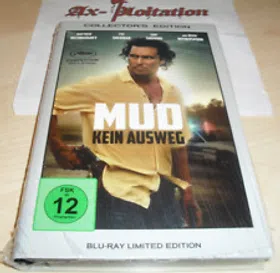 Ax-Ploitation
COLLECTOR'S EDITION
MUD
KEIN AUSWEG
FSK
12
BLU-RAY LIMITED EDITION